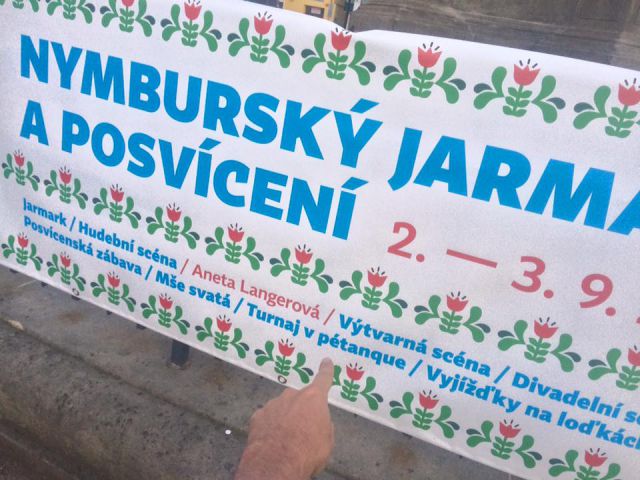 NYMBURSKÝ JARMA
A POSVÍCENÍ
2. — 3. 9.
Jarmark / Hudební scéna / Aneta Langerová / Výtvarná scéna / Divadelní
Posvícenská zábava / Mše svatá / Turnaj v pétanque / Vyjížďky na loďkách